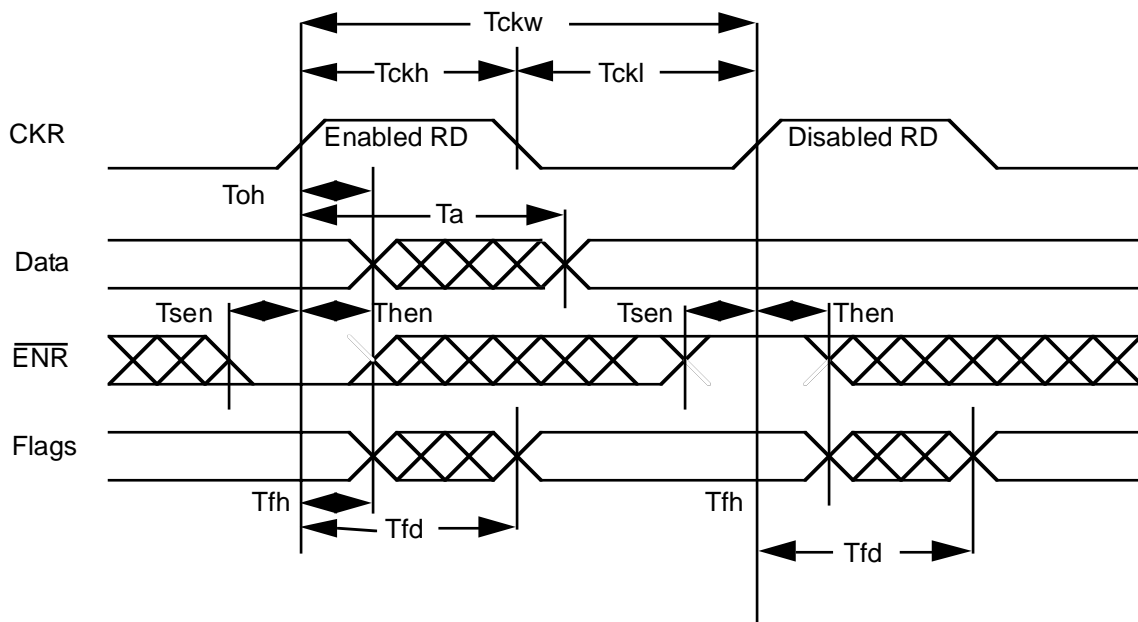 Tckw
Tckh
Tckl
CKR
Enabled RD
Disabled RD
Toh
Ta
Data
Tsen
Then
Tsen
Then
ENR
Flags
Tfh
Tfh
Tfd
Tfd